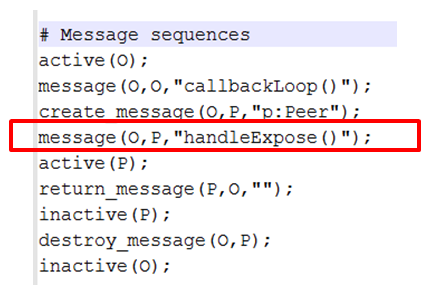 # Message sequences
active(O);
message(O,O,"callbackLoop()");
create_message(O,P,"p:Peer");
message(O,P,"handleExpose()");
active(P);
return_message(P,O,"");
inactive(P);
destroy_message(O,P);
inactive(O);